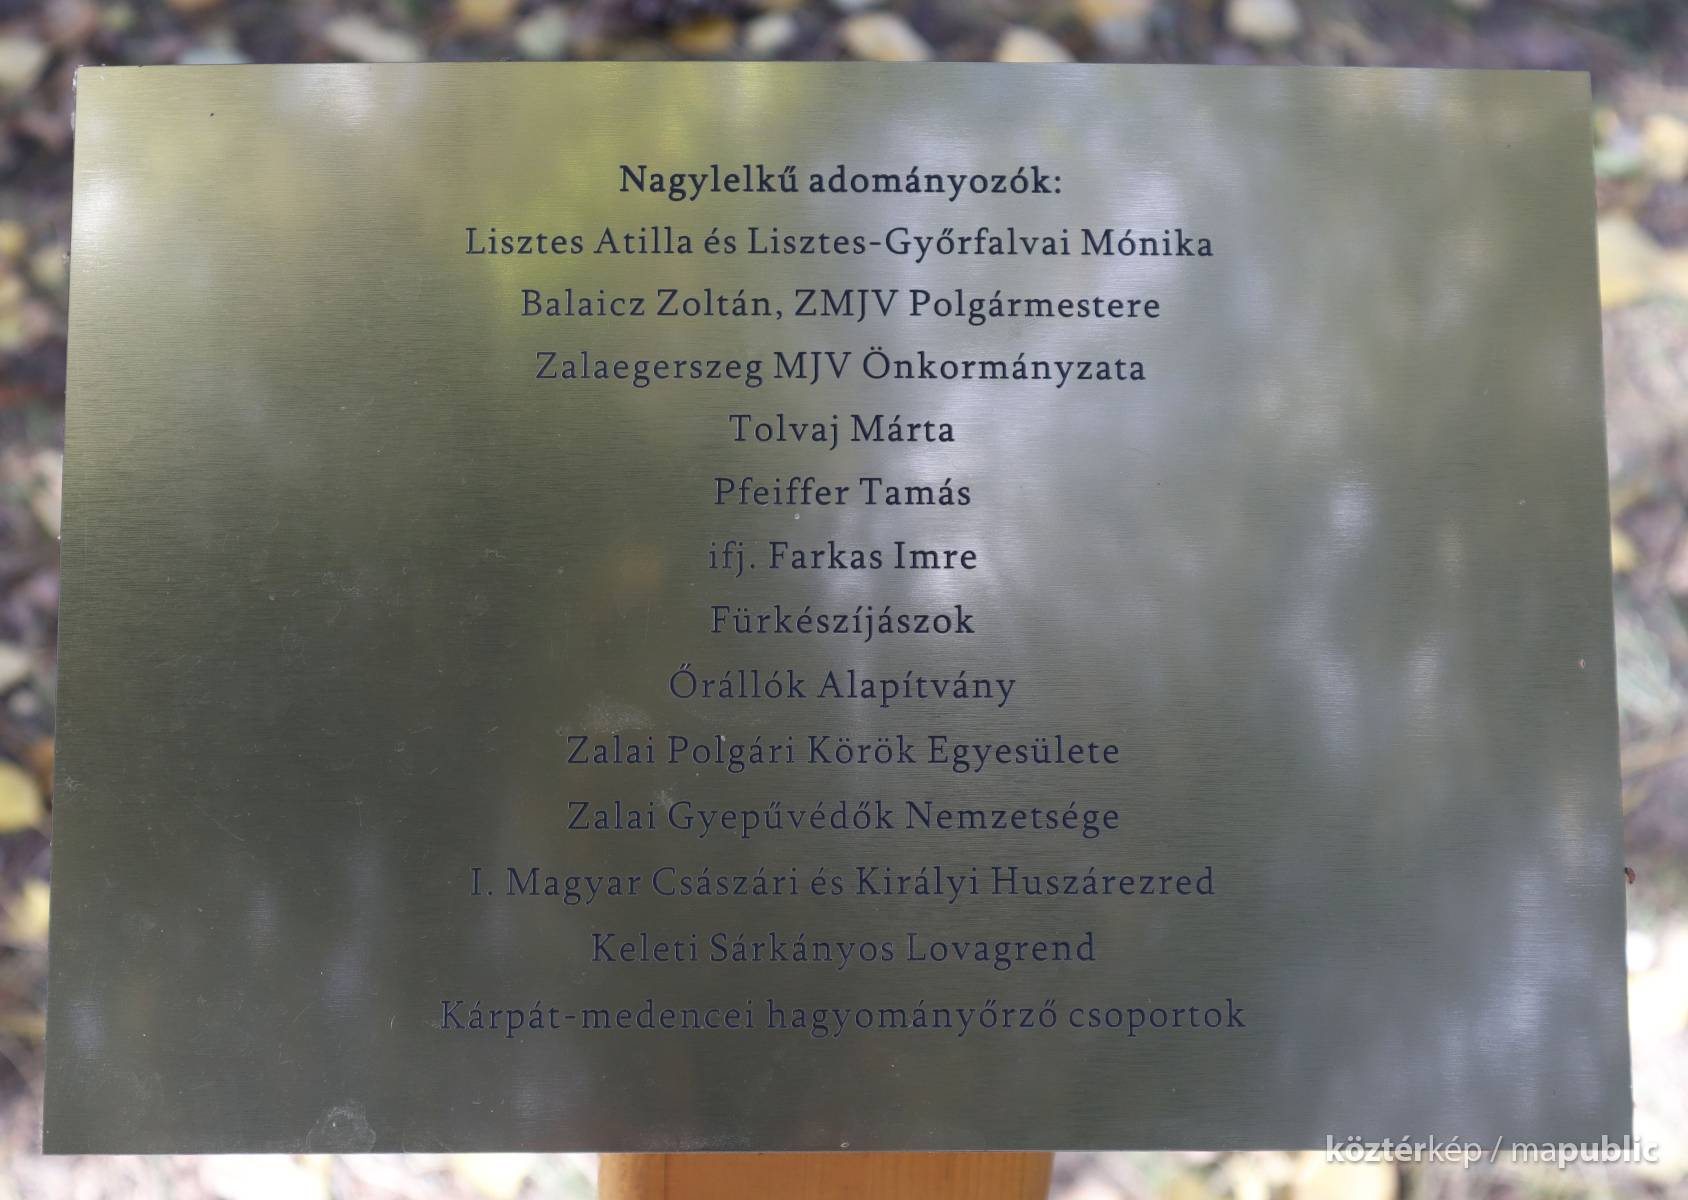 Nagylelkű adományozók:
Lisztes Atilla és Lisztes-Győrfalvai Mónika
Balaicz Zoltán, ZMJV Polgármestere
Zalaegerszeg MJV Önkormányzata
Tolvaj Márta
Pfeiffer Tamás
ifj. Farkas Imre
Fürkészíjászok
Őrállók Alapítvány
Zalai Polgári Körök Egyesülete
Zalai Gyepűvédők Nemzetsége
I. Magyar Császári és Királyi Huszárezred
Keleti Sárkányos Lovagrend
Kárpát-medencei hagyományőrző csoportok
köztérkép / mapublic